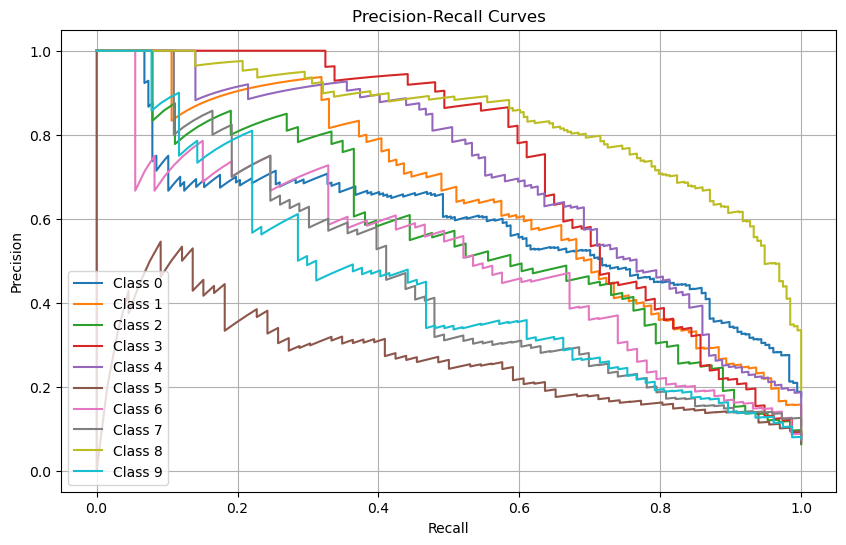 Precision-Recall Curves
Precision
1.0
0.8
0.6
0.4
0.2
0.0
Class 0
Class 1
Class 2
Class 3
Class 4
Class 5
Class 6
Class 7
Class 8
Class 9
0.0 0.2 0.4 0.6 0.8 1.0
Recall